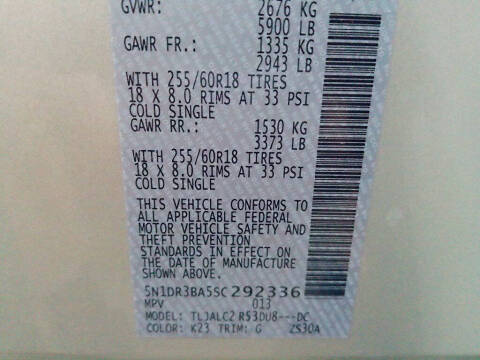 GVWR: 2676 KG
5900 LB
GAWR FR.: 1335 KG
2943 LB
WITH 255/60R18 TIRES
18 X 8.0 RIMS AT 33 PSI
COLD SINGLE
GAWR RR.: 1530 KG
3373 LB
WITH 255/60R18 TIRES
18 X 8.0 RIMS AT 33 PSI
COLD SINGLE
THIS VEHICLE CONFORMS TO
ALL APPLICABLE FEDERAL
MOTOR VEHICLE SAFETY AND
THEFT PREVENTION
STANDARDS IN EFFECT ON
THE DATE OF MANUFACTURE
SHOWN ABOVE.
5N1DR3BA5SC292336
MPV 013
MODEL: TLJALC2 R53DU8---DC
COLOR: K23 TRIM: G ZS30A